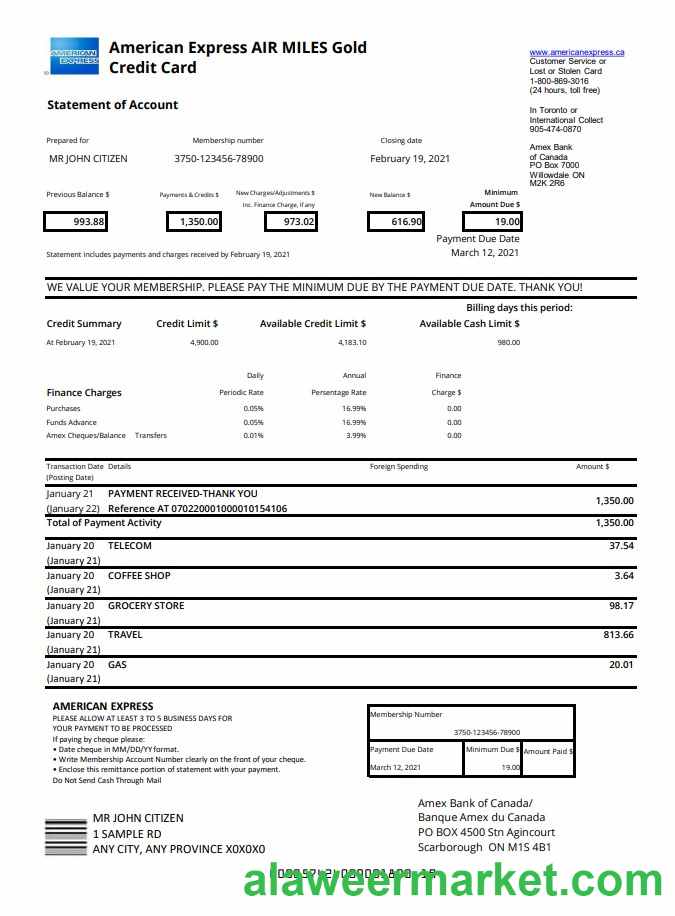 AMERICAN
EXPRESS
American Express AIR MILES Gold
Credit Card
www.americanexpress.ca
Customer Service or
Lost or Stolen Card
1-800-869-3016
(24 hours, toll free)
In Toronto or
International Collect
905-474-0870
Amex Bank
of Canada
PO Box 7000
Willowdale ON
M2K 2R6
Statement of Account
Prepared for Membership number Closing date
MR JOHN CITIZEN 3750-123456-78900 February 19, 2021
Previous Balance $ Payments & Credits $ New Charges/Adjustments $ New Balance $ Minimum
Inc. Finance Charge, if any Amount Due $
993.88 1,350.00 973.02 616.90 19.00
Payment Due Date
Statement includes payments and charges received by February 19, 2021 March 12, 2021
WE VALUE YOUR MEMBERSHIP. PLEASE PAY THE MINIMUM DUE BY THE PAYMENT DUE DATE. THANK YOU!
Billing days this period:
Credit Summary Credit Limit $ Available Credit Limit $ Available Cash Limit $
At February 19, 2021 4,900.00 4,183.10 980.00
Daily Annual Finance
Finance Charges Periodic Rate Persentage Rate Charge $
Purchases 0.05% 16.99% 0.00
Funds Advance 0.05% 16.99% 0.00
Amex Cheques/Balance Transfers 0.01% 3.99% 0.00
Transaction Date Details Foreign Spending Amount $
(Posting Date)
January 21 PAYMENT RECEIVED-THANK YOU 1,350.00
(January 22) Reference AT 070220001000010154106
Total of Payment Activity 1,350.00
January 20 TELECOM 37.54
(January 21)
January 20 COFFEE SHOP 3.64
(January 21)
January 20 GROCERY STORE 98.17
(January 21)
January 20 TRAVEL 813.66
(January 21)
January 20 GAS 20.01
(January 21)
AMERICAN EXPRESS
PLEASE ALLOW AT LEAST 3 TO 5 BUSINESS DAYS FOR
YOUR PAYMENT TO BE PROCESSED
If paying by cheque please:
• Date cheque in MM/DD/YY format.
• Write Membership Account Number clearly on the front of your cheque.
• Enclose this remittance portion of statement with your payment.
Do Not Send Cash Through Mail
Membership Number
3750-123456-78900
Payment Due Date Minimum Due $ Amount Paid $
March 12, 2021 19.00
MR JOHN CITIZEN
1 SAMPLE RD
ANY CITY, ANY PROVINCE X0X0X0
Amex Bank of Canada/
Banque Amex du Canada
PO BOX 4500 Stn Agincourt
Scarborough ON M1S 4B1
alaweermarket.com